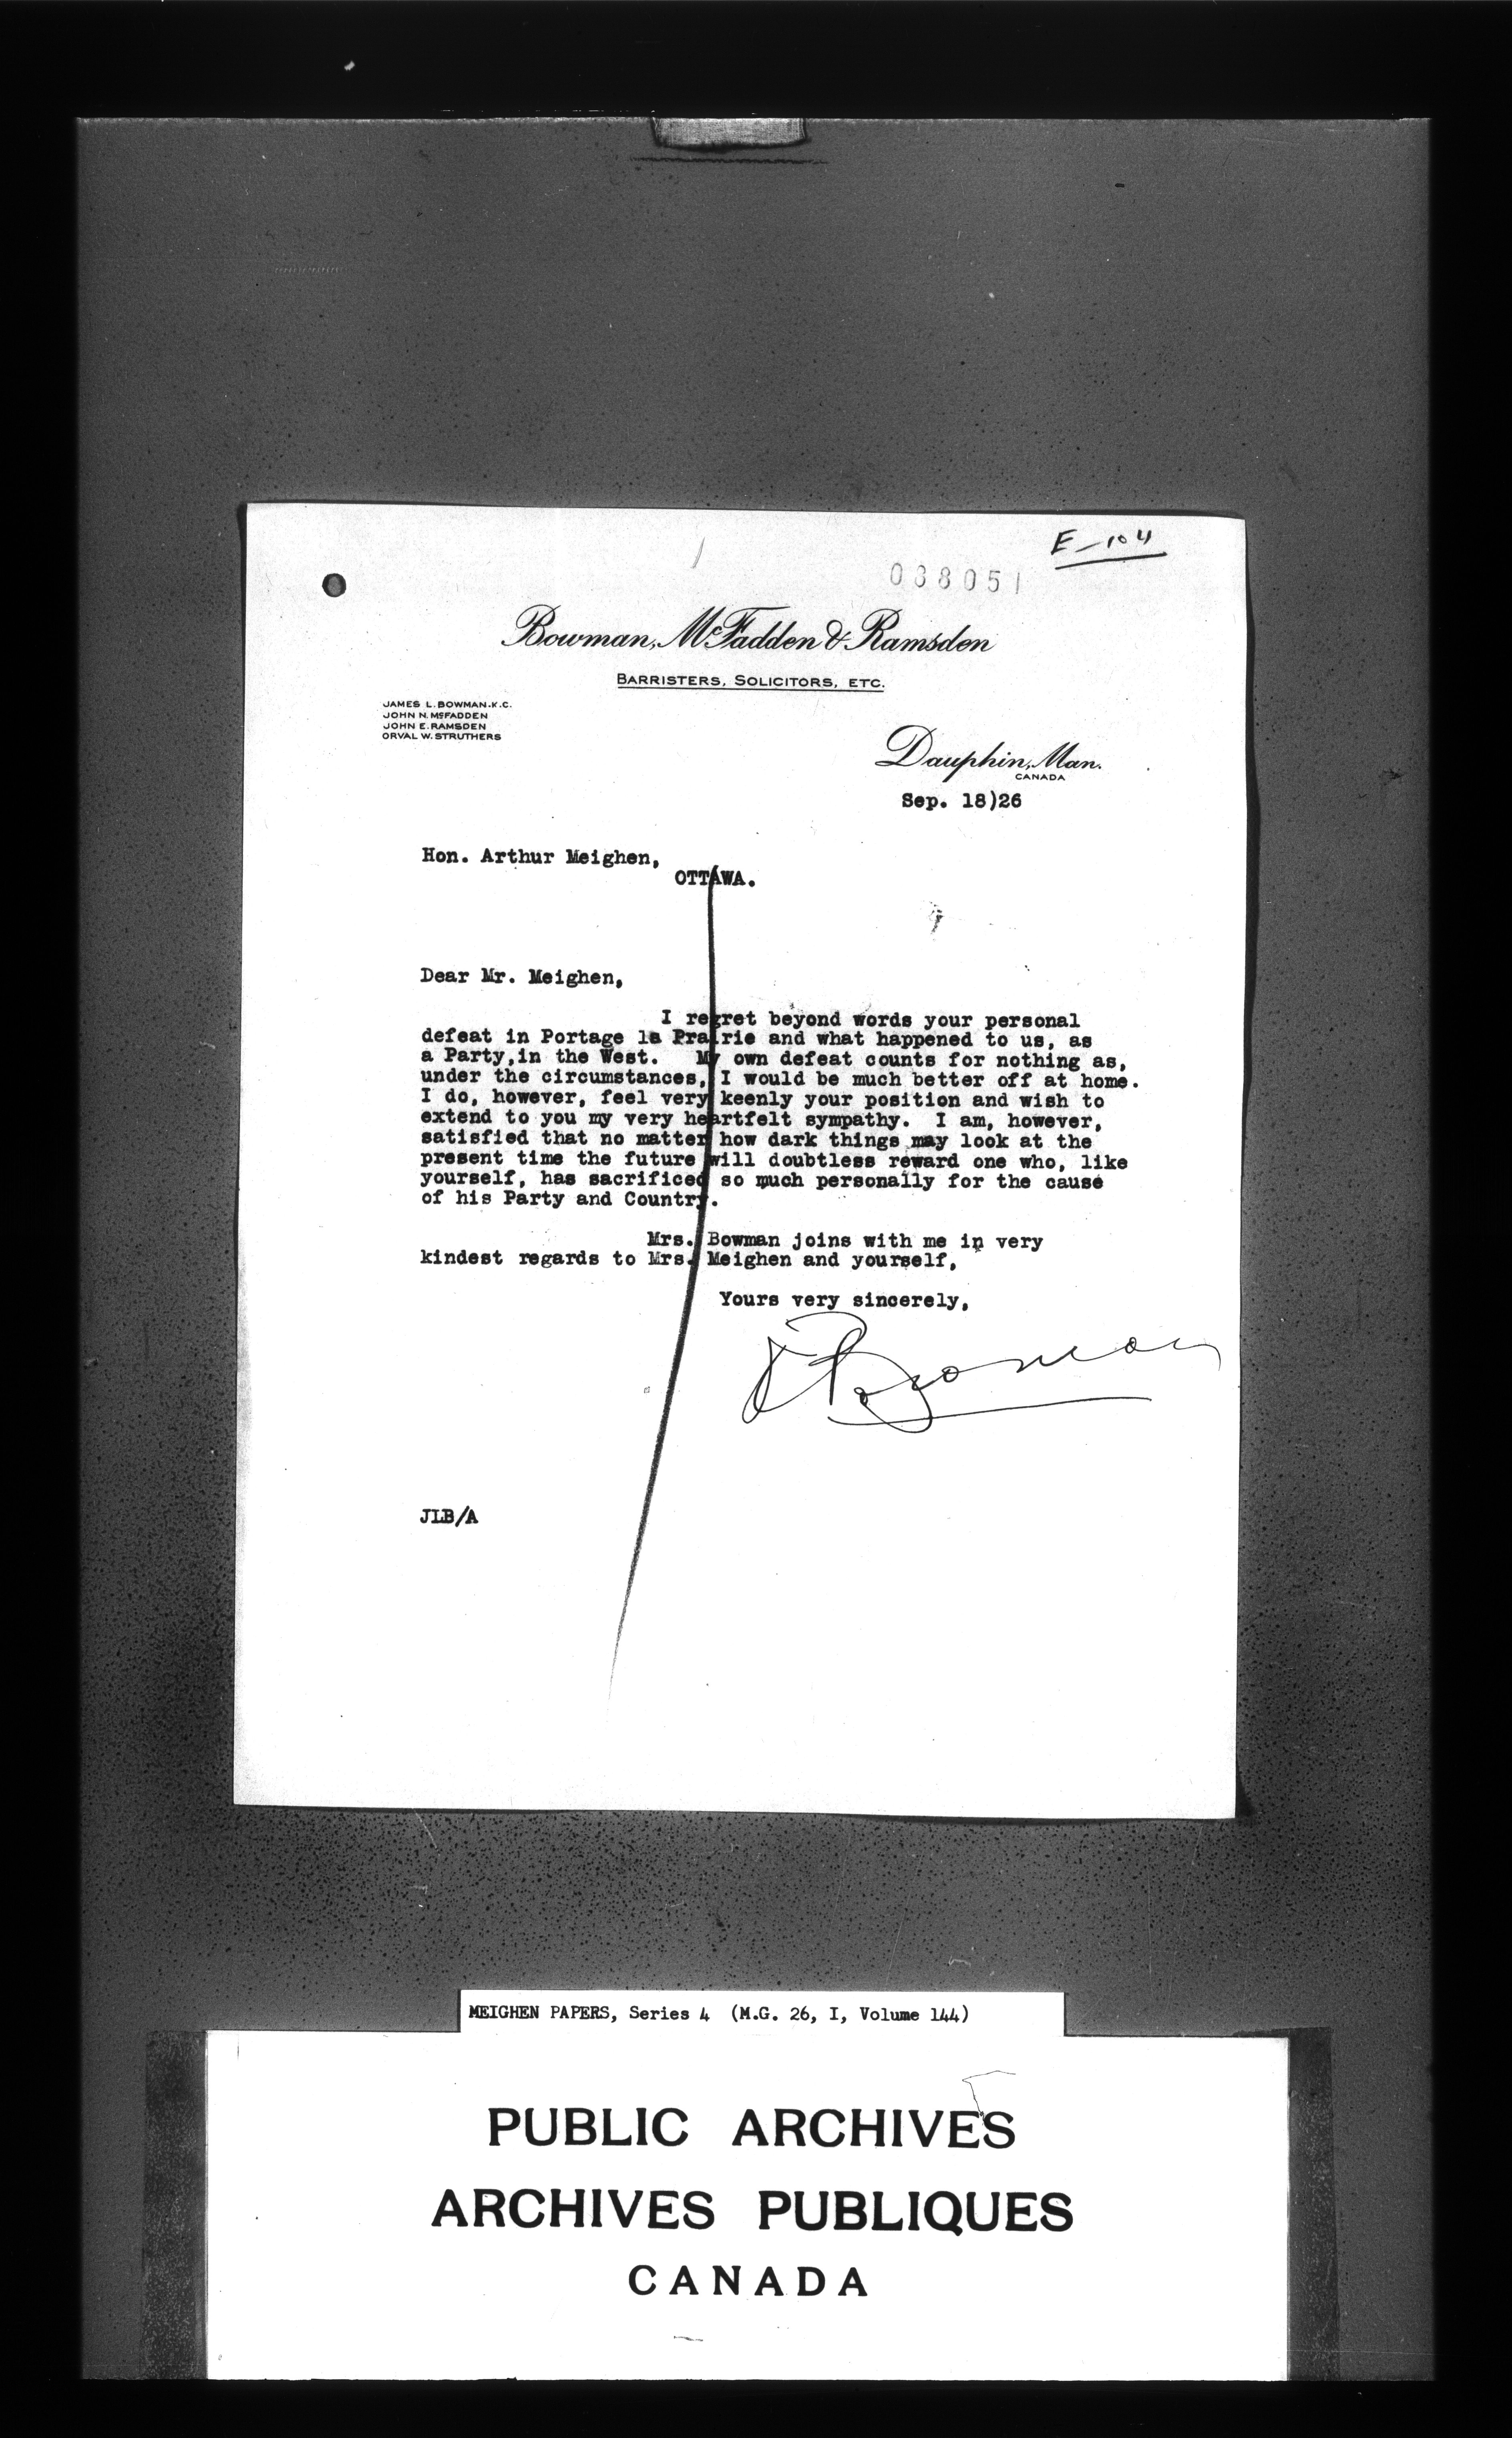 E-104
038051
Bowman, McFadden & Ramsden
BARRISTERS, SOLICITORS, ETC.
JAMES L. BOWMAN. K.C.
JOHN N. McFADDEN
JOHN E. RAMSDEN
ORVAL W. STRUTHERS
Dauphin, Man.
CANADA
Sep. 18)26
Hon. Arthur Meighen,
OTTAWA.
Dear Mr. Meighen,
I regret beyond words your personal
defeat in Portage la Prairie and what happened to us, as
a Party, in the West. My own defeat counts for nothing as,
under the circumstances, I would be much better off at home.
I do, however, feel very keenly your position and wish to
extend to you my very heartfelt sympathy. I am, however,
satisfied that no matter how dark things may look at the
present time the future will doubtless reward one who, like
yourself, has sacrificed so much personally for the cause
of his Party and Country.
Mrs. Bowman joins with me in very
kindest regards to Mrs. Meighen and yourself,
Yours very sincerely,
JLBowman
JLB/A
MEIGHEN PAPERS, Series 4 (M.G. 26, I, Volume 144)
PUBLIC ARCHIVES
ARCHIVES PUBLIQUES
CANADA